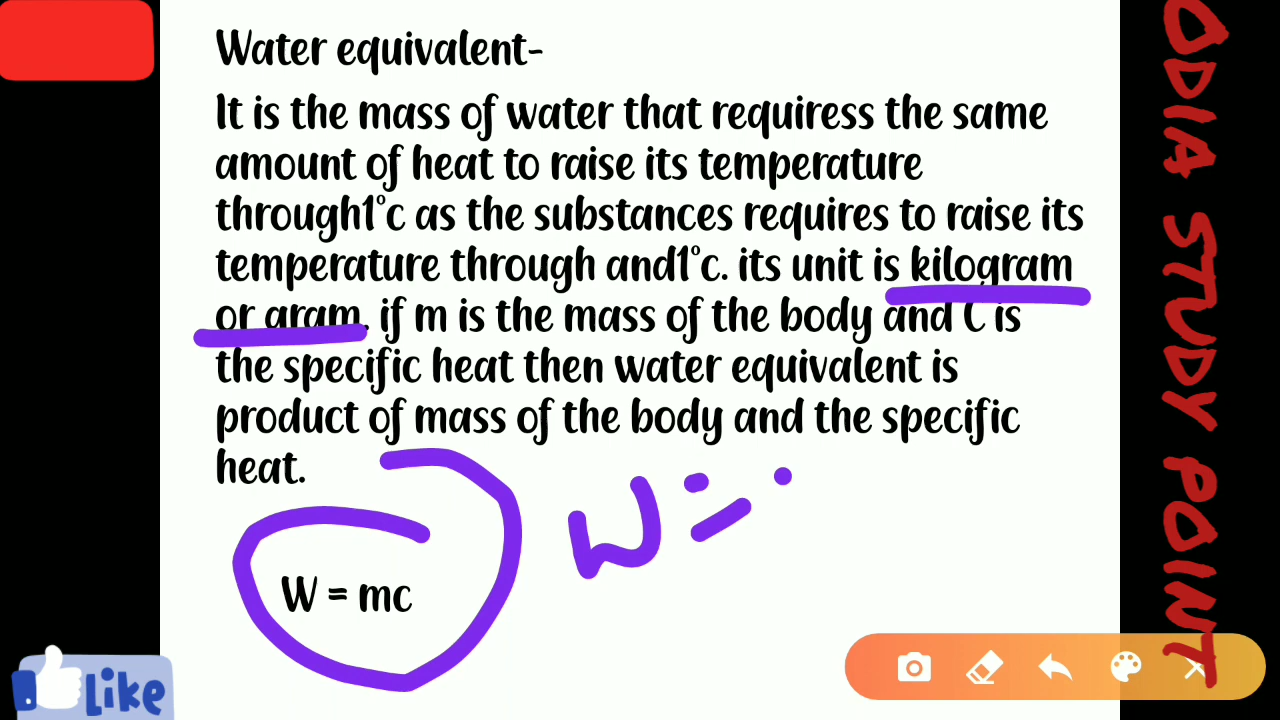 Water equivalent-
It is the mass of water that requiress the same
amount of heat to raise its temperature
through1°c as the substances requires to raise its
temperature through and1°c. its unit is kilogram
or gram. if m is the mass of the body and C is
the specific heat then water equivalent is
product of mass of the body and the specific
heat.
W =
W = mc
Like
ODIA STUDY POINT